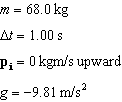 m = 68.0 kg
Δt = 1.00 s
pᵢ = 0 kgm/s upward
g = −9.81 m/s²